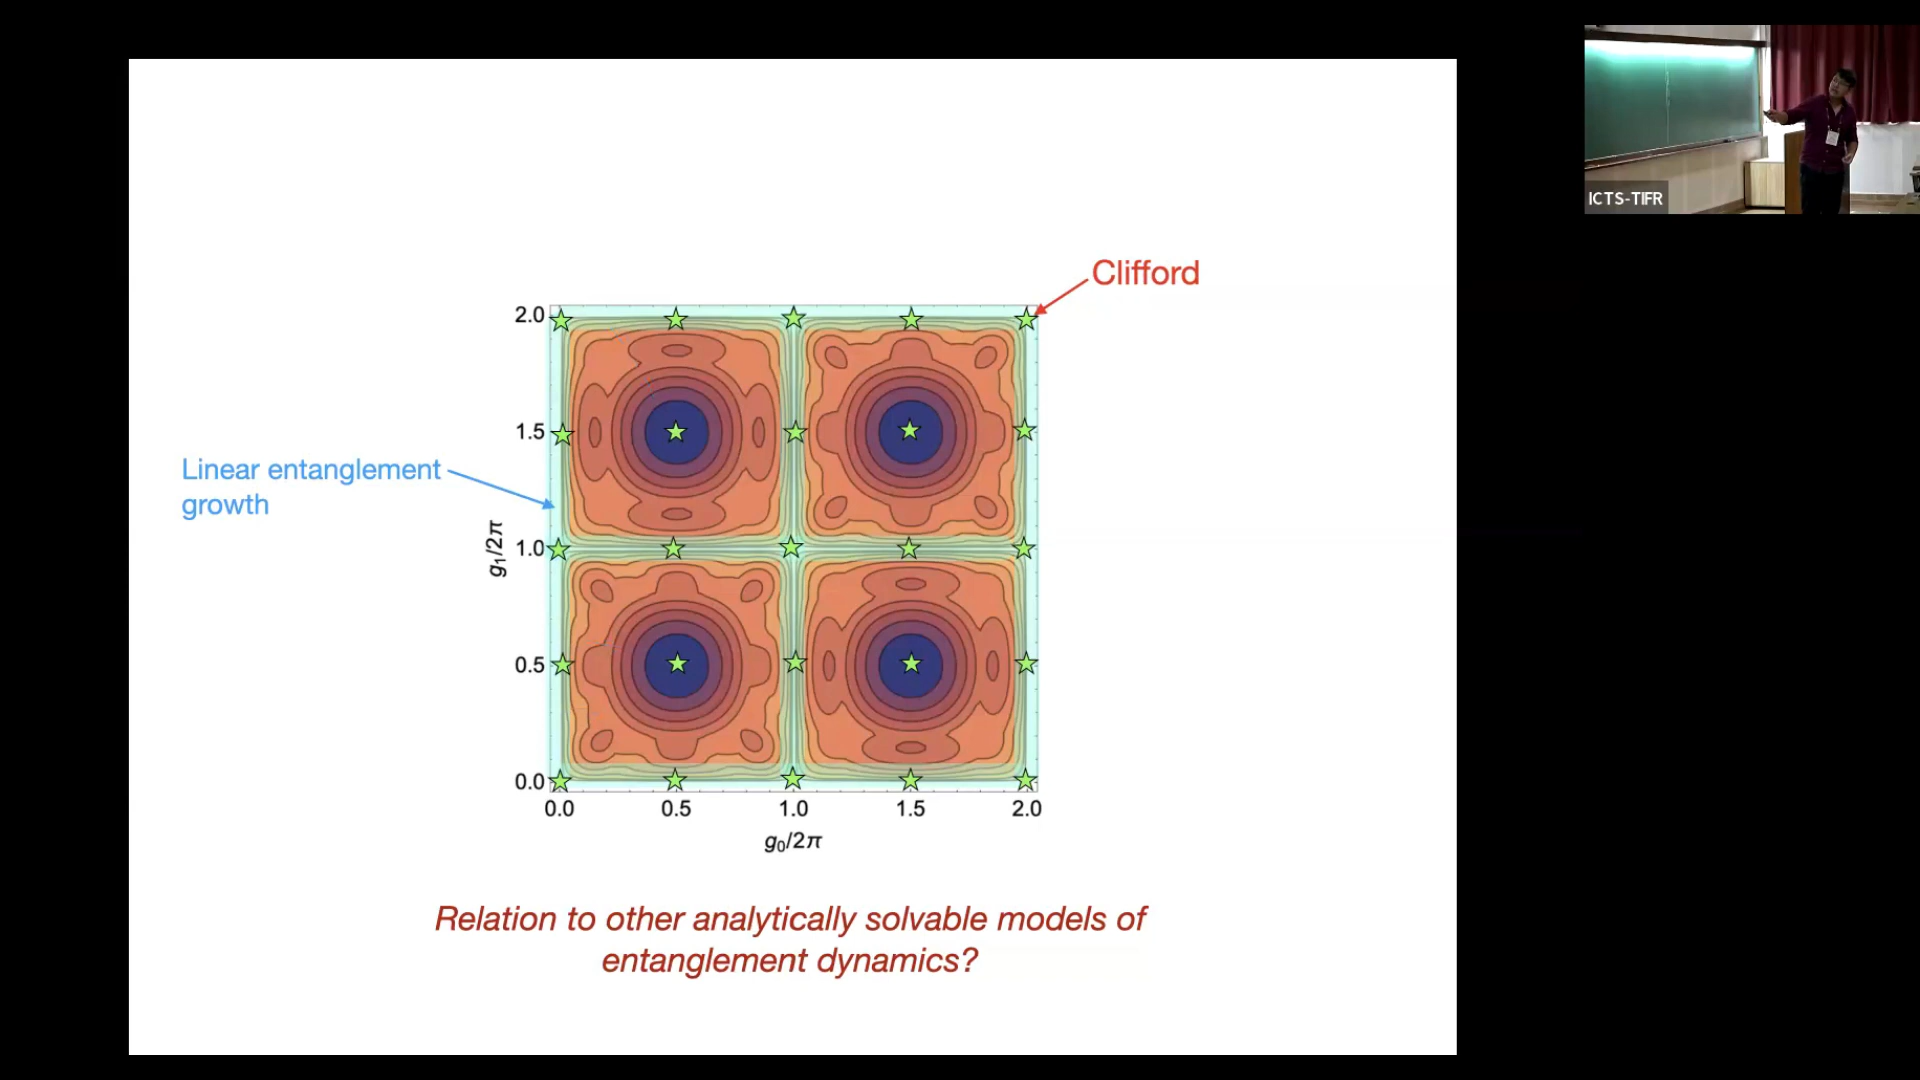 ICTS-TIFR
Clifford
Linear entanglement
growth
g₁/2π
2.0
1.5
1.0
0.5
0.0
0.0 0.5 1.0 1.5 2.0
g₀/2π
Relation to other analytically solvable models of
entanglement dynamics?